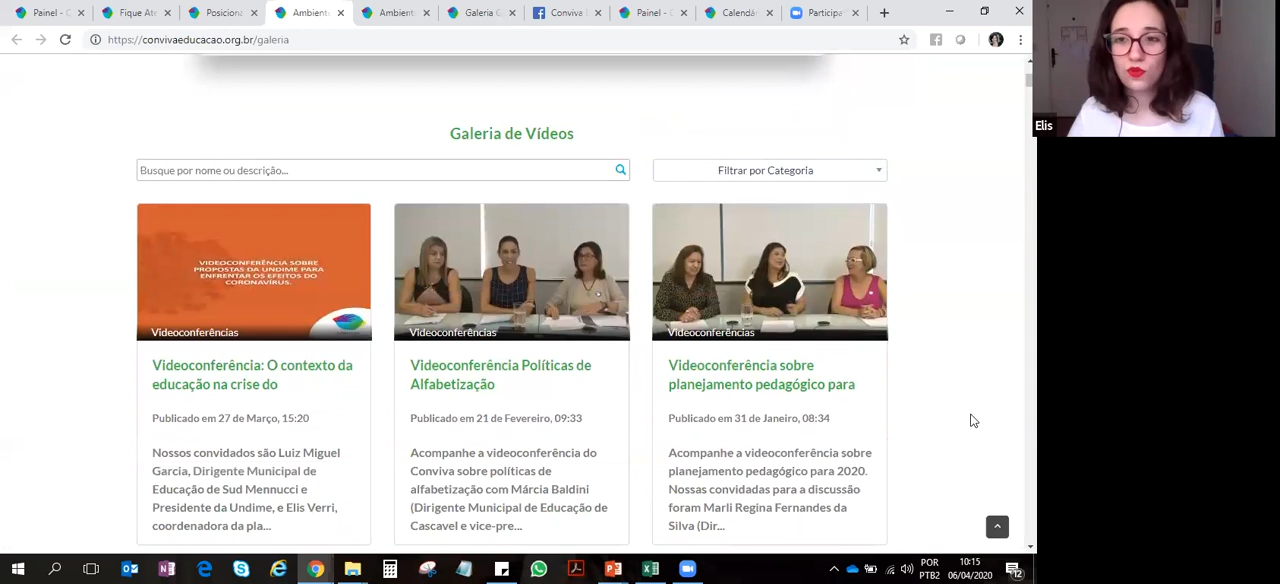 Painel - C
Fique Ate
Posiciona
Ambiente
Ambient
Galeria G
Conviva
Painel - C
Calendá
Participa
https://convivaeducacao.org.br/galeria
Elis
Galeria de Vídeos
Busque por nome ou descrição...
Filtrar por Categoria
VIDEOCONFERÊNCIA SOBRE
PROPOSTAS DA UNDIME PARA
ENFRENTAR OS EFEITOS DO
CORONAVÍRUS.
Videoconferências
Videoconferência: O contexto da
educação na crise do
Publicado em 27 de Março, 15:20
Nossos convidados são Luiz Miguel
Garcia, Dirigente Municipal de
Educação de Sud Mennucci e
Presidente da Undime, e Elis Verri,
coordenadora da pla...
Videoconferências
Videoconferência Políticas de
Alfabetização
Publicado em 21 de Fevereiro, 09:33
Acompanhe a videoconferência do
Conviva sobre políticas de
alfabetização com Márcia Baldini
(Dirigente Municipal de Educação de
Cascavel e vice-pre...
Videoconferências
Videoconferência sobre
planejamento pedagógico para
Publicado em 31 de Janeiro, 08:34
Acompanhe a videoconferência sobre
planejamento pedagógico para 2020.
Nossas convidadas para a discussão
foram Marli Regina Fernandes da
Silva (Dir...
POR
PTB2
10:15
06/04/2020
12